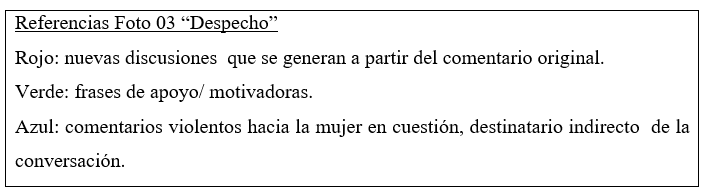 Referencias Foto 03 “Despecho”
Rojo: nuevas discusiones  que se generan a partir del comentario original.
Verde: frases de apoyo/ motivadoras.
Azul: comentarios violentos hacia la mujer en cuestión, destinatario indirecto  de la
conversación.